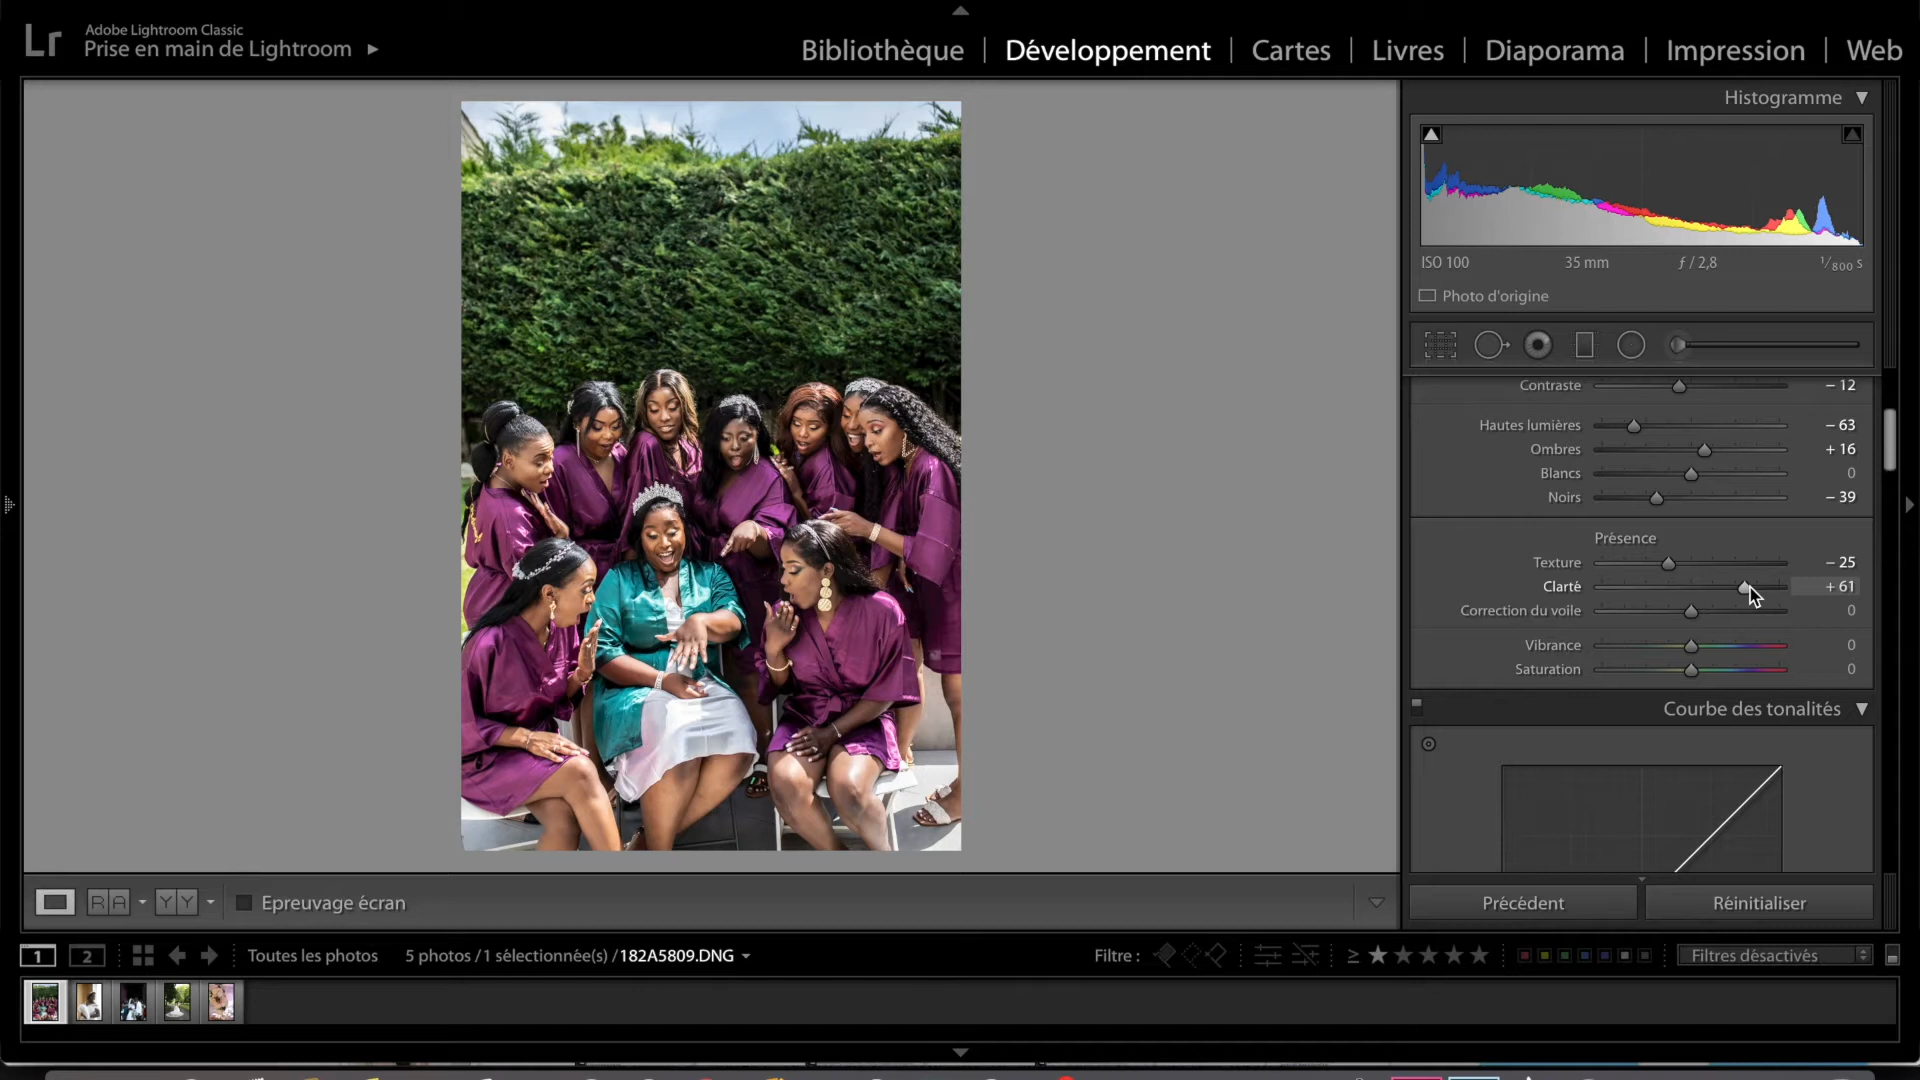 Lr
Adobe Lightroom Classic
Prise en main de Lightroom
Bibliothèque | Développement | Cartes | Livres | Diaporama | Impression | Web
Histogramme
ISO 100 35 mm ƒ / 2,8 1/800 s
Photo d'origine
Contraste − 12
Hautes lumières − 63
Ombres + 16
Blancs 0
Noirs − 39
Présence
Texture − 25
Clarté + 61
Correction du voile 0
Vibrance 0
Saturation 0
Courbe des tonalités
Précédent Réinitialiser
R A Y Y Epreuvage écran
1 2 Toutes les photos 5 photos /1 sélectionnée(s) /182A5809.DNG Filtre : ≥ ★ ★ ★ ★ ★ Filtres désactivés